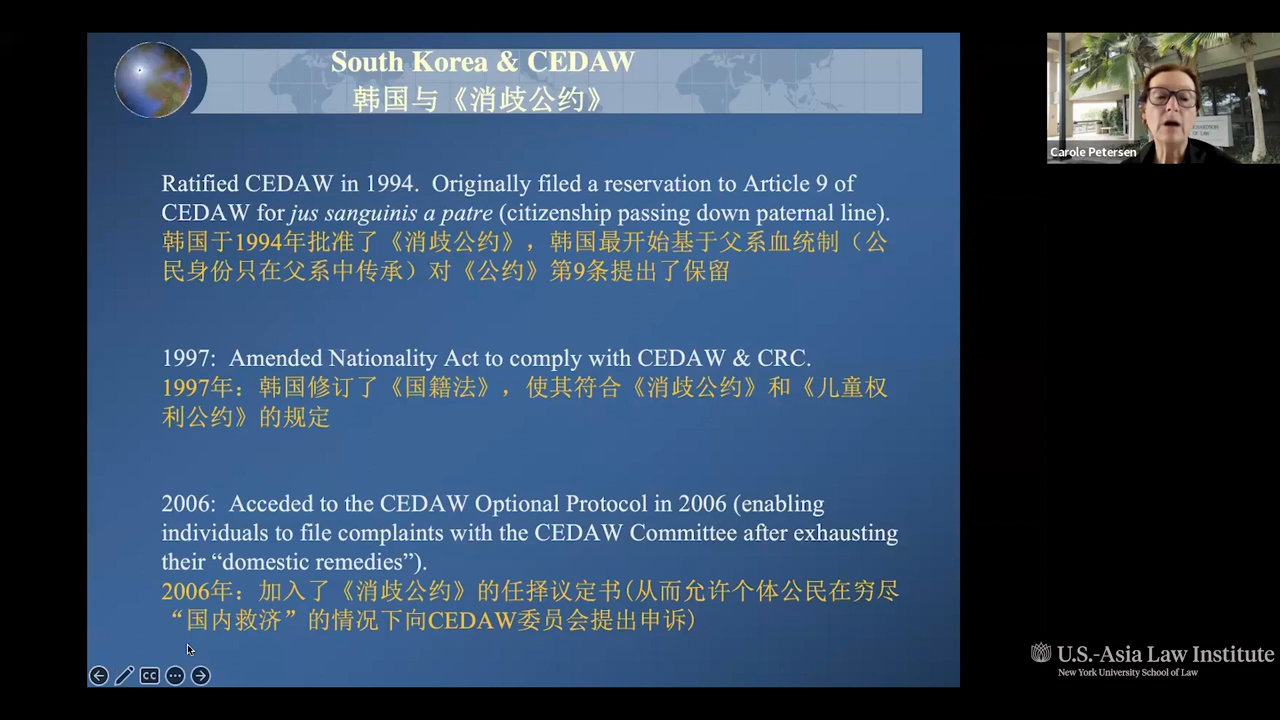 South Korea & CEDAW
韩国与《消歧公约》
Ratified CEDAW in 1994.  Originally filed a reservation to Article 9 of
CEDAW for jus sanguinis a patre (citizenship passing down paternal line).
韩国于1994年批准了《消歧公约》，韩国最开始基于父系血统制（公
民身份只在父系中传承）对《公约》第9条提出了保留
1997:  Amended Nationality Act to comply with CEDAW & CRC.
1997年：韩国修订了《国籍法》，使其符合《消歧公约》和《儿童权
利公约》的规定
2006:  Acceded to the CEDAW Optional Protocol in 2006 (enabling
individuals to file complaints with the CEDAW Committee after exhausting
their “domestic remedies”).
2006年：加入了《消歧公约》的任择议定书(从而允许个体公民在穷尽
“国内救济”的情况下向CEDAW委员会提出申诉)
CC
Carole Petersen
OF LAW
U.S.-Asia Law Institute
New York University School of Law